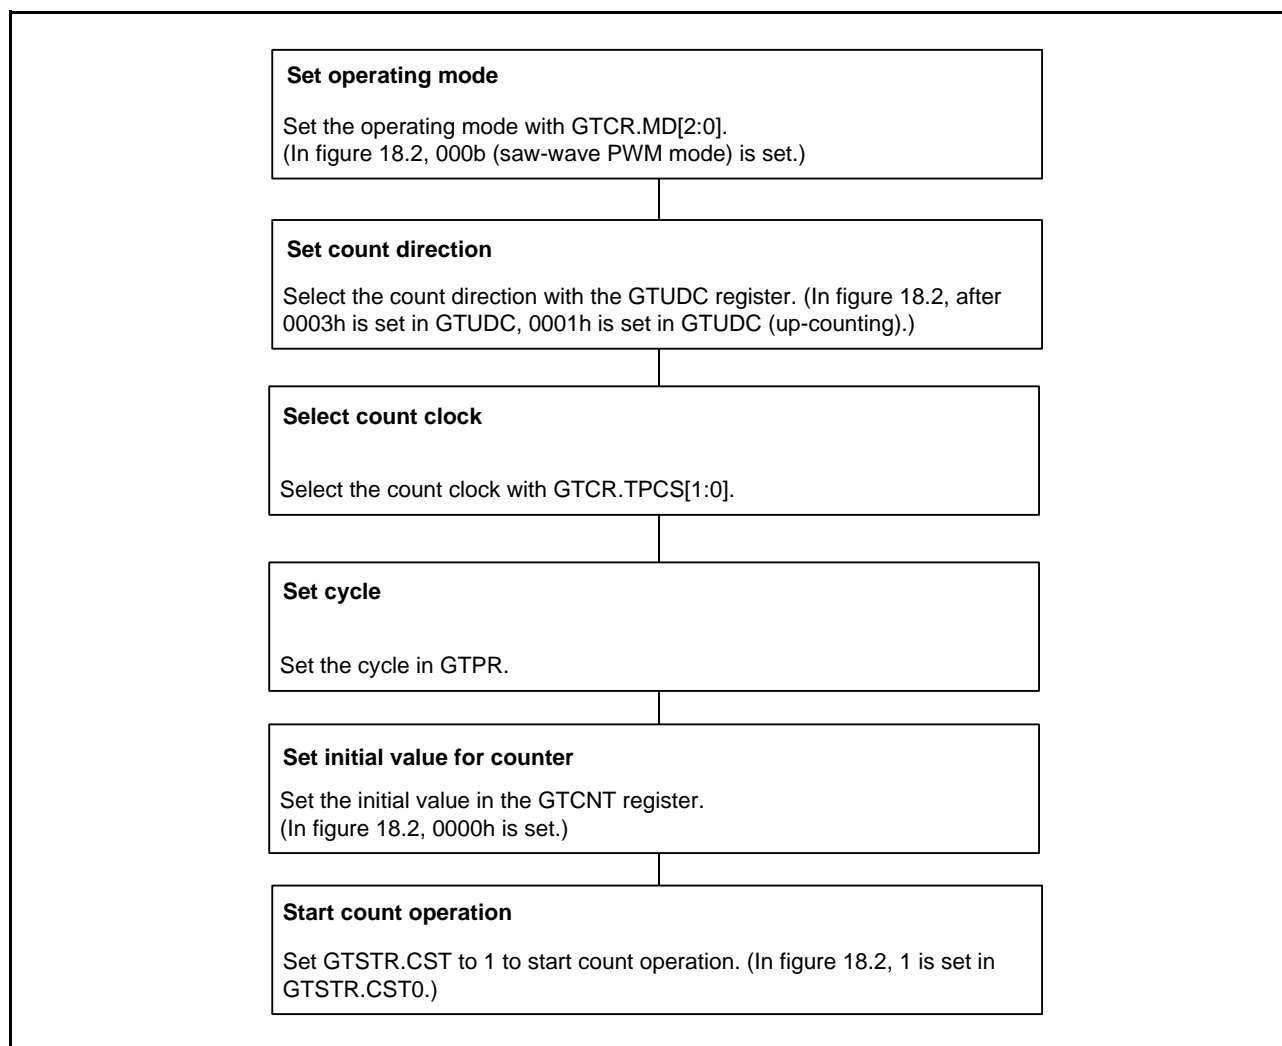 Set operating mode
Set the operating mode with GTCR.MD[2:0].
(In figure 18.2, 000b (saw-wave PWM mode) is set.)
Set count direction
Select the count direction with the GTUDC register. (In figure 18.2, after
0003h is set in GTUDC, 0001h is set in GTUDC (up-counting).)
Select count clock
Select the count clock with GTCR.TPCS[1:0].
Set cycle
Set the cycle in GTPR.
Set initial value for counter
Set the initial value in the GTCNT register.
(In figure 18.2, 0000h is set.)
Start count operation
Set GTSTR.CST to 1 to start count operation. (In figure 18.2, 1 is set in
GTSTR.CST0.)